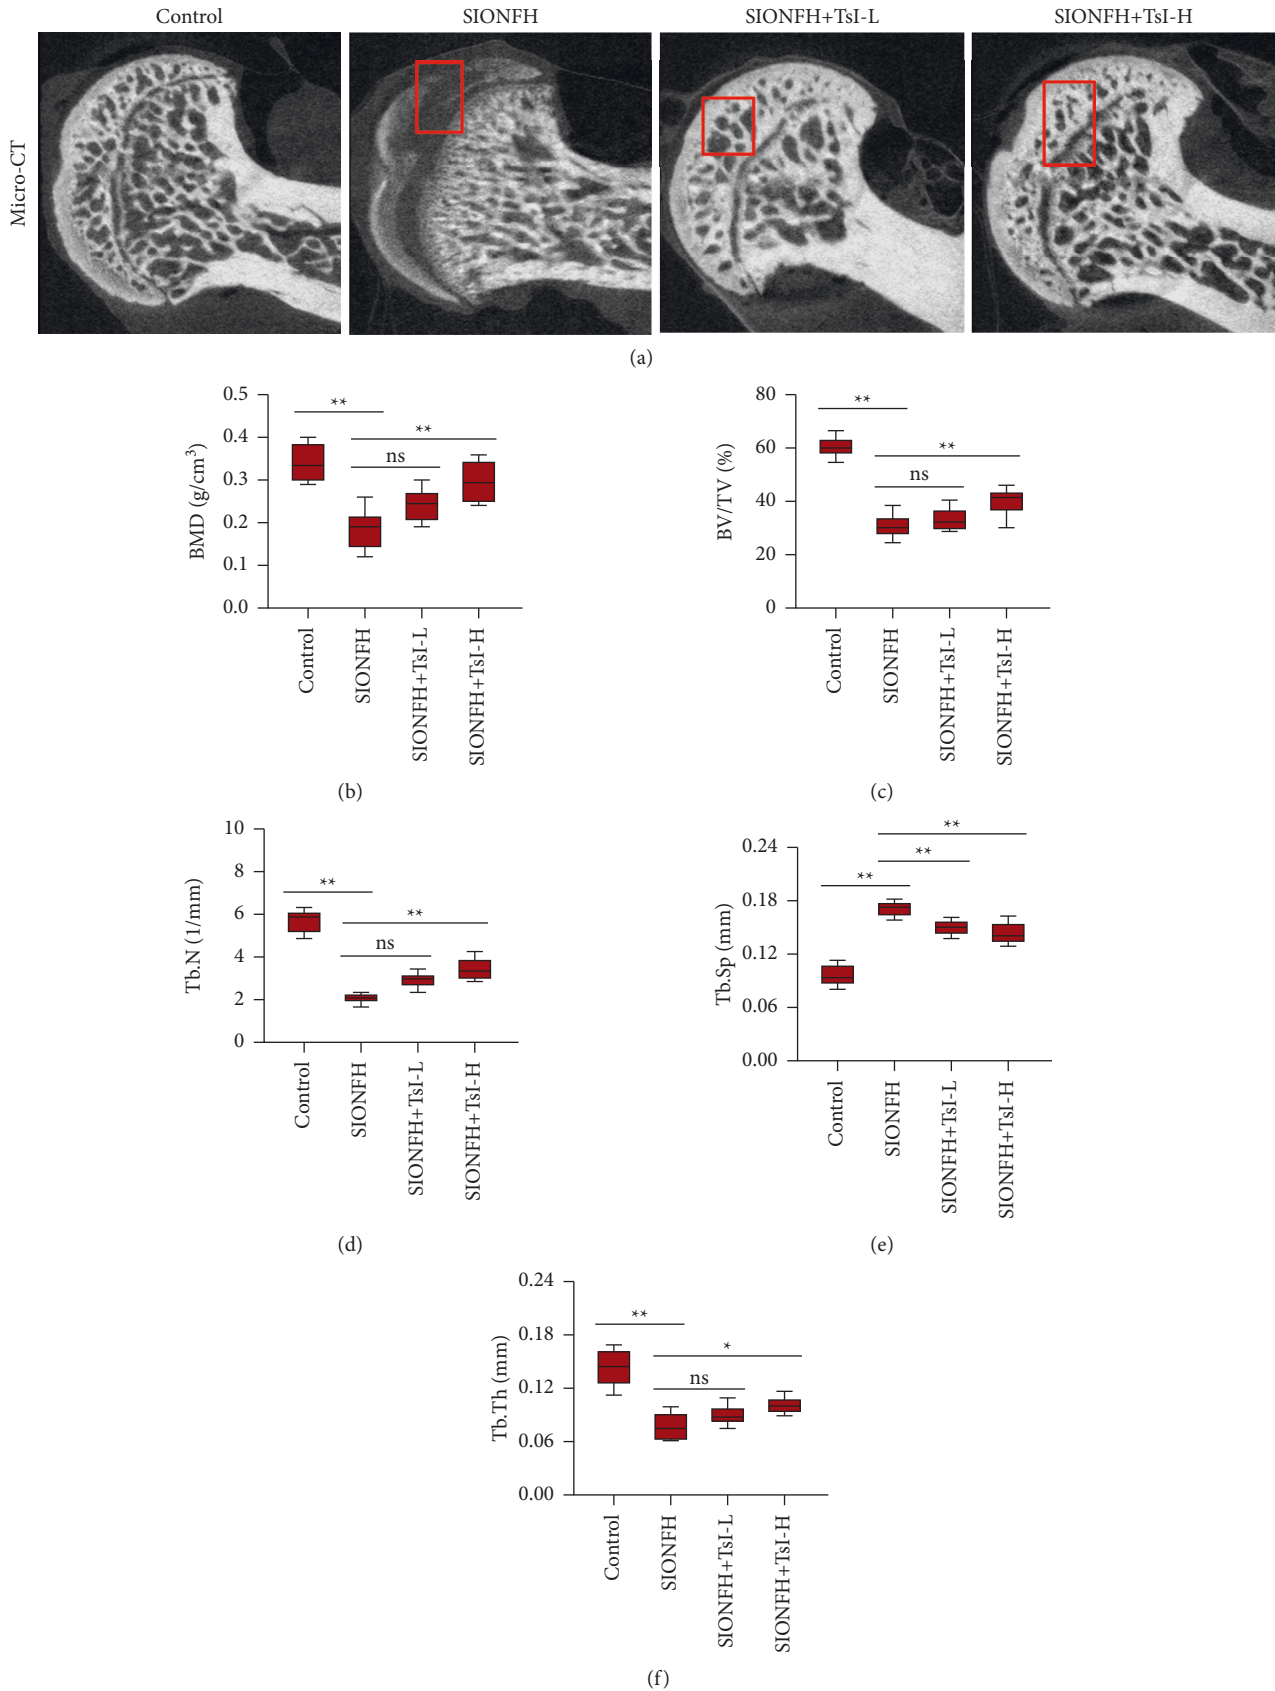 Control SIONFH SIONFH+TsI-L SIONFH+TsI-H
Micro-CT
(a)
0.5
0.4
0.3
0.2
0.1
0.0
BMD (g/cm³)
**
**
ns
Control
SIONFH
SIONFH+TsI-L
SIONFH+TsI-H
(b)
80
60
40
20
0
BV/TV (%)
**
**
ns
Control
SIONFH
SIONFH+TsI-L
SIONFH+TsI-H
(c)
10
8
6
4
2
0
Tb.N (1/mm)
**
**
ns
Control
SIONFH
SIONFH+TsI-L
SIONFH+TsI-H
(d)
0.24
0.18
0.12
0.06
0.00
Tb.Sp (mm)
**
**
**
Control
SIONFH
SIONFH+TsI-L
SIONFH+TsI-H
(e)
0.24
0.18
0.12
0.06
0.00
Tb.Th (mm)
**
*
ns
Control
SIONFH
SIONFH+TsI-L
SIONFH+TsI-H
(f)